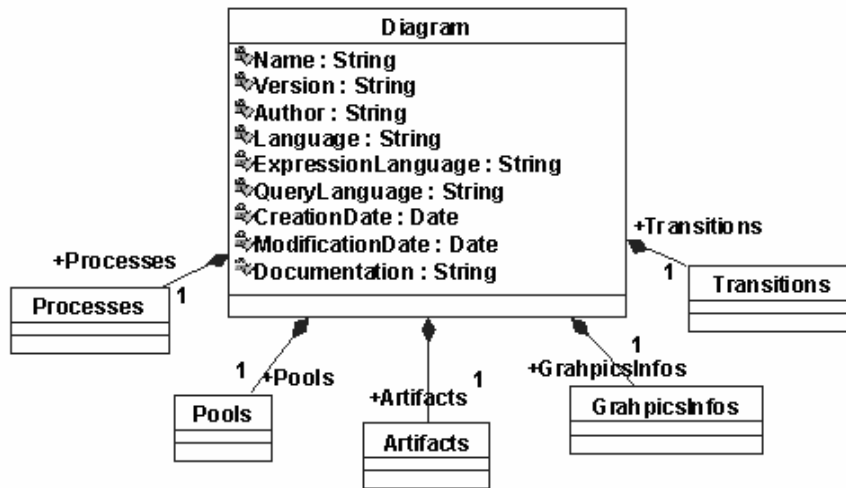 Diagram
Name : String
Version : String
Author : String
Language : String
ExpressionLanguage : String
QueryLanguage : String
CreationDate : Date
ModificationDate : Date
Documentation : String
+Transitions
1
Transitions
+Processes
1
Processes
1
+Pools
Pools
1
+Artifacts
Artifacts
1
+GrahpicsInfos
GrahpicsInfos